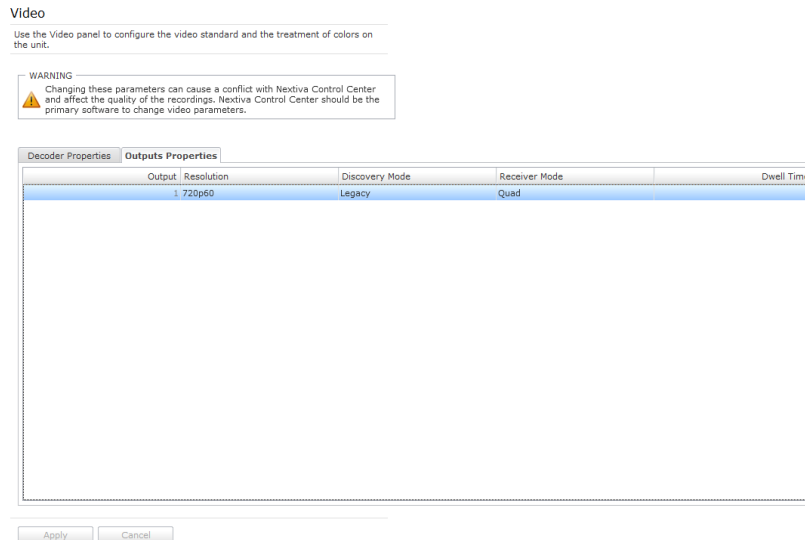 Video
Use the Video panel to configure the video standard and the treatment of colors on
the unit.
WARNING
Changing these parameters can cause a conflict with Nextiva Control Center
and affect the quality of the recordings. Nextiva Control Center should be the
primary software to change video parameters.
Decoder Properties Outputs Properties
Output Resolution Discovery Mode Receiver Mode Dwell Time
1 720p60 Legacy Quad
Apply Cancel